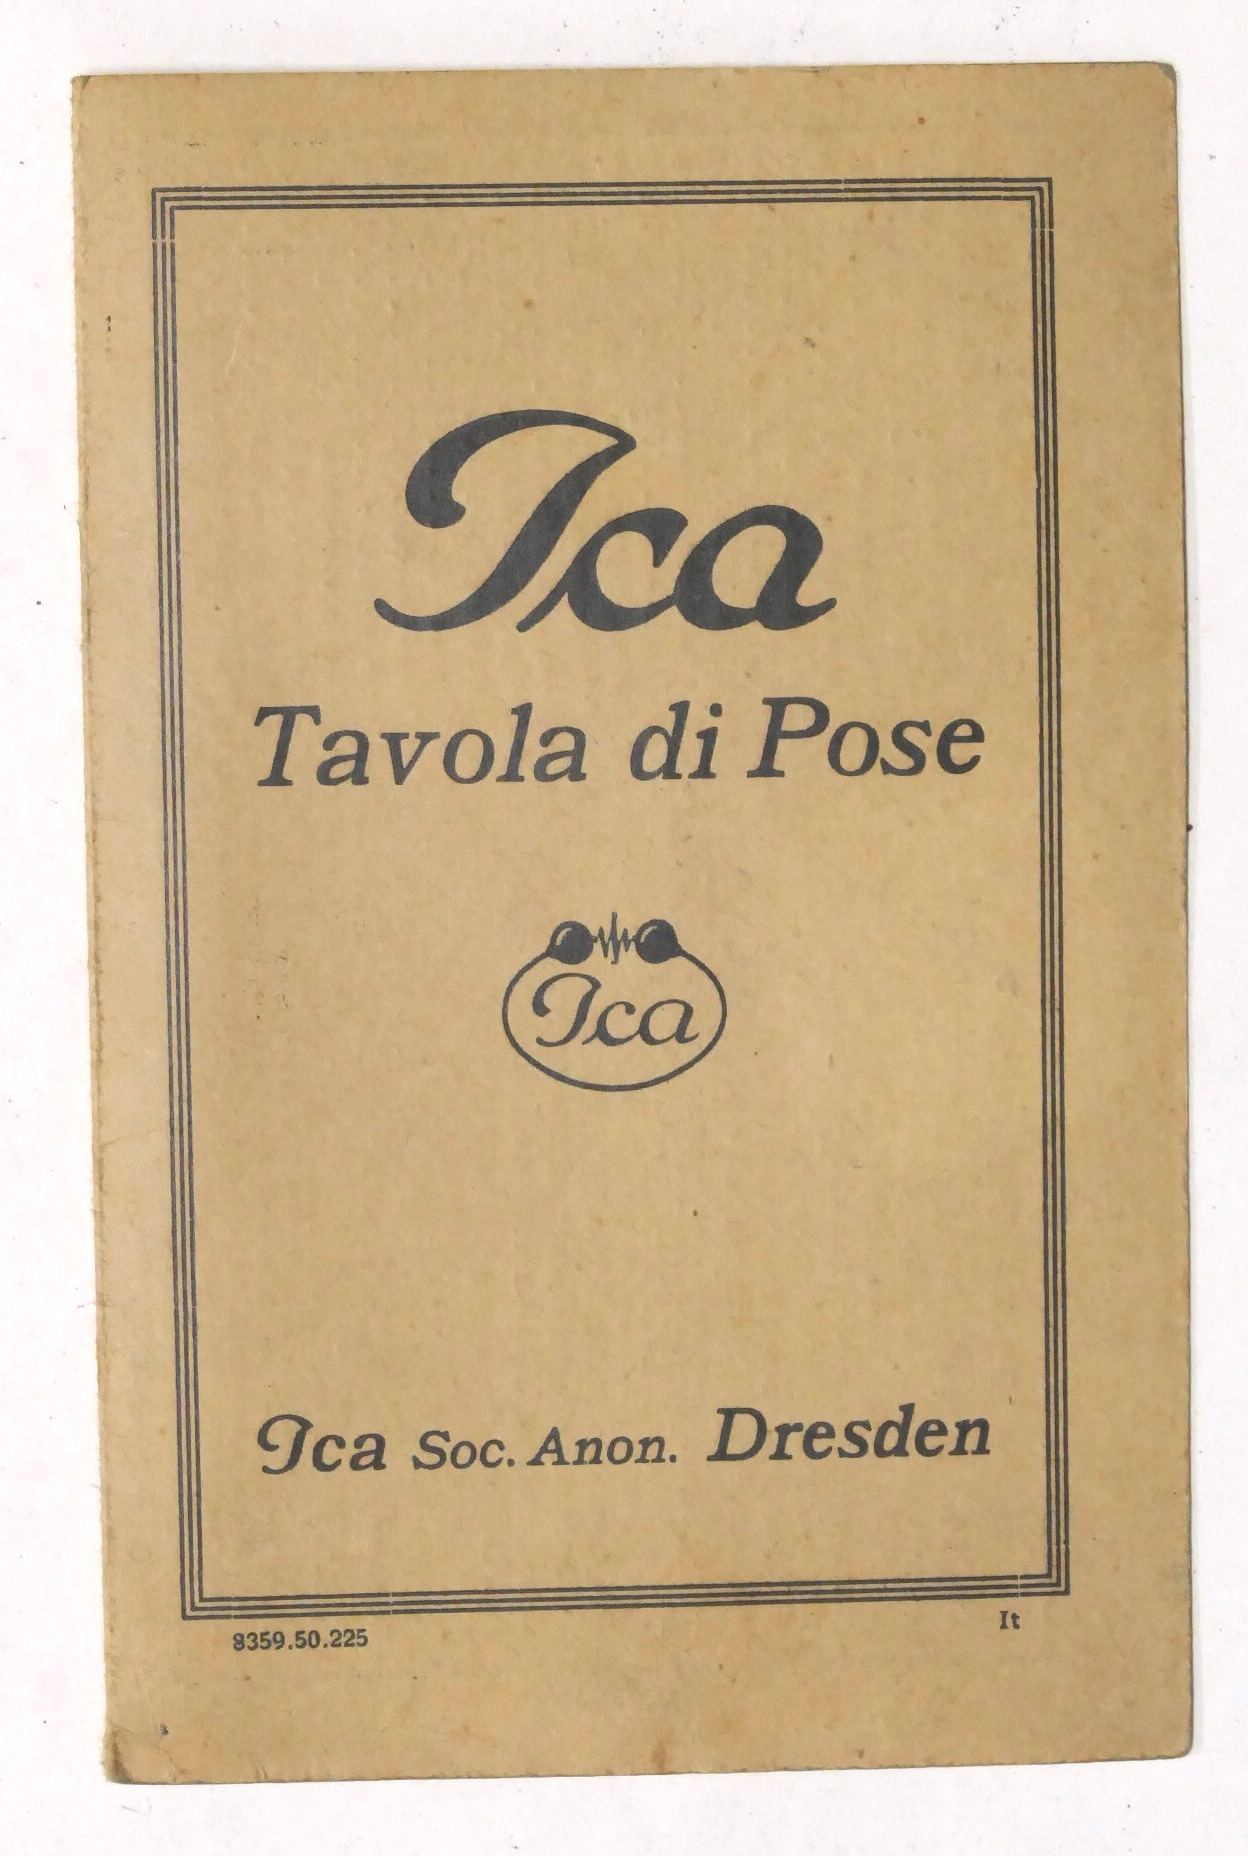 Ica
Tavola di Pose
Ica
Ica Soc. Anon. Dresden
8359.50.225
It